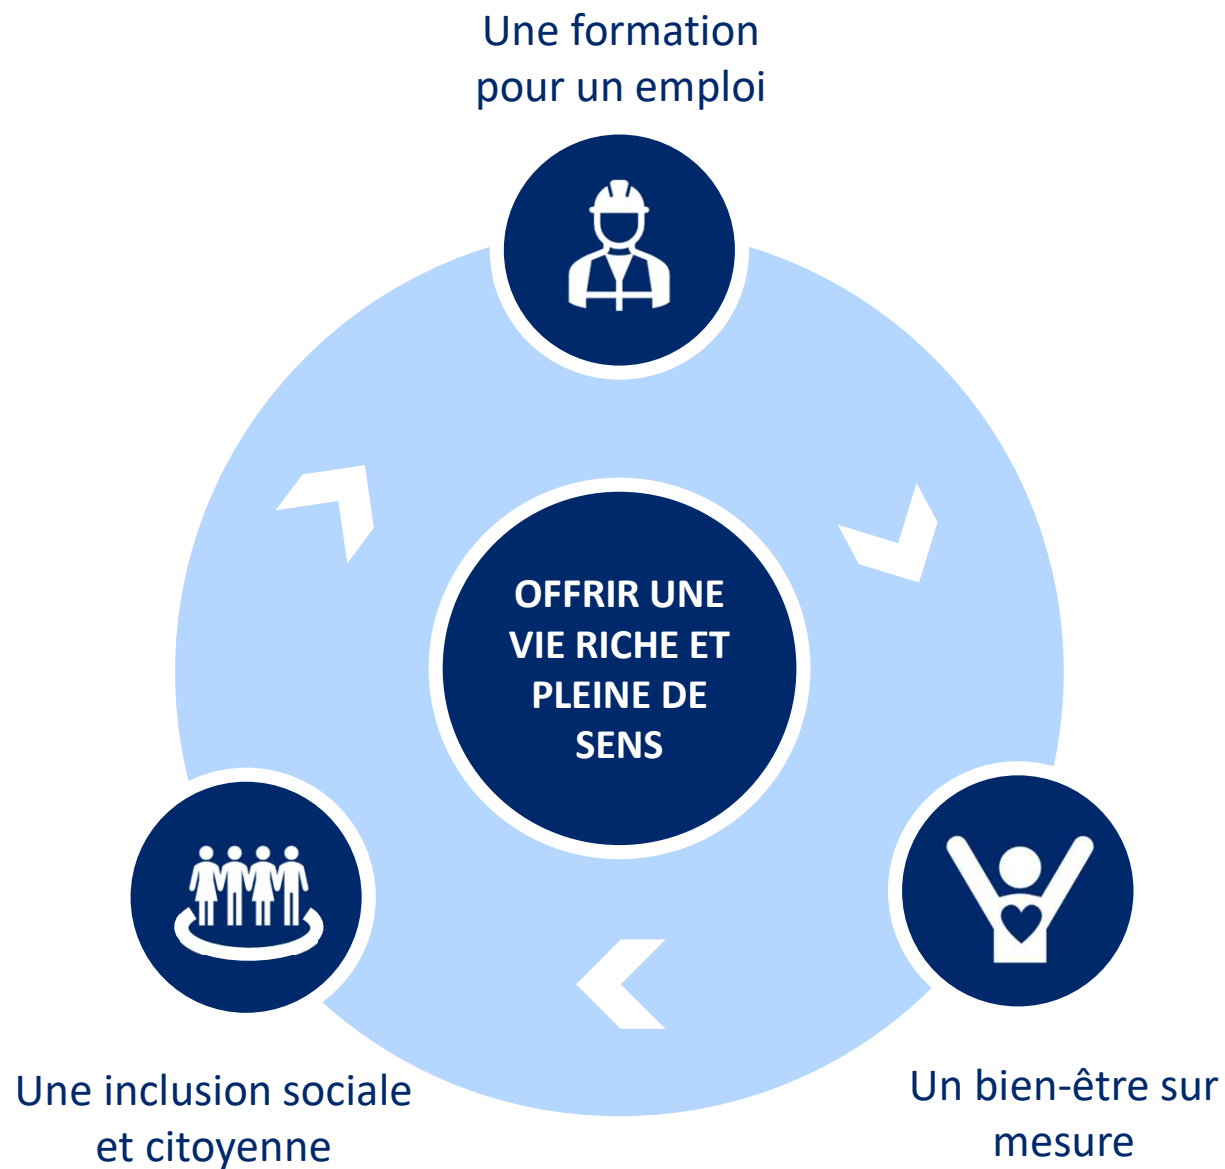 Une formation
pour un emploi
OFFRIR UNE
VIE RICHE ET
PLEINE DE
SENS
Une inclusion sociale
et citoyenne
Un bien-être sur
mesure